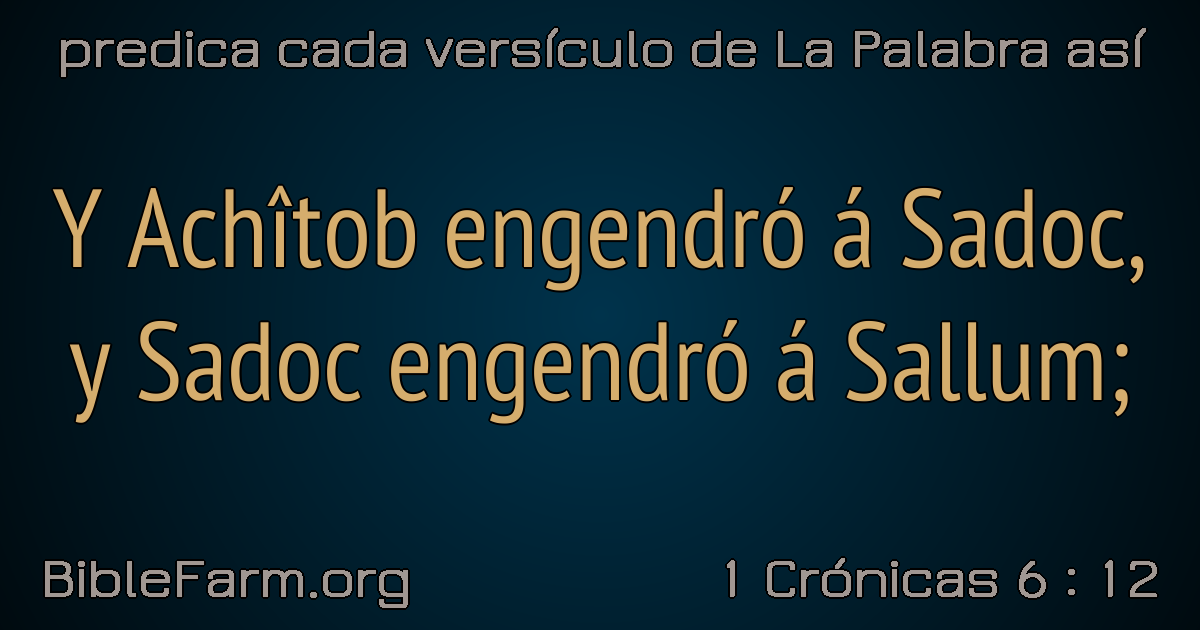 predica cada versículo de La Palabra así
Y Achîtob engendró á Sadoc,
y Sadoc engendró á Sallum;
BibleFarm.org
1 Crónicas 6 : 12